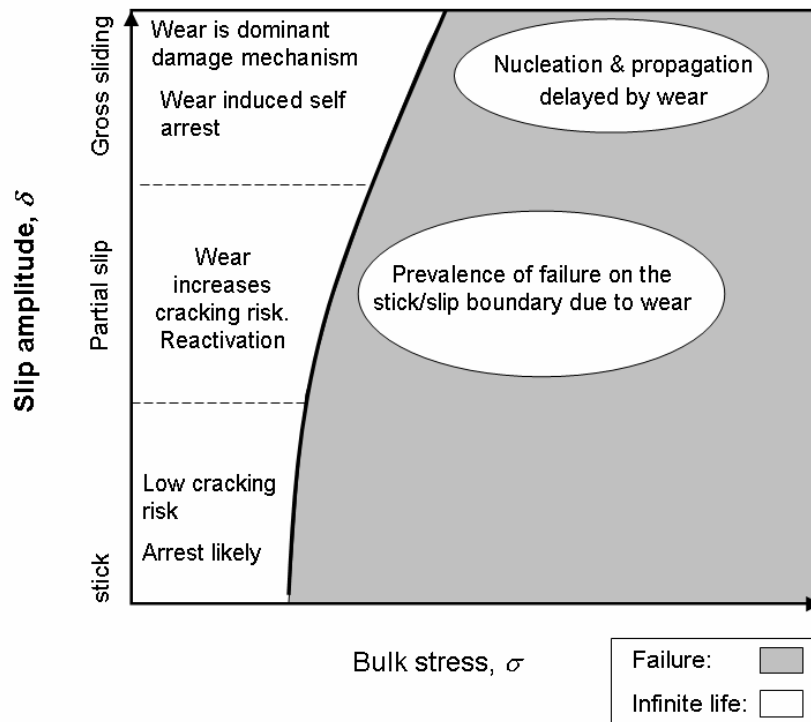 Wear is dominant
damage mechanism
Wear induced self
arrest
Nucleation & propagation
delayed by wear
Gross sliding
Slip amplitude, δ
Partial slip
Wear
increases
cracking risk.
Reactivation
Prevalence of failure on the
stick/slip boundary due to wear
Low cracking
risk
Arrest likely
stick
Bulk stress, σ
Failure:
Infinite life: